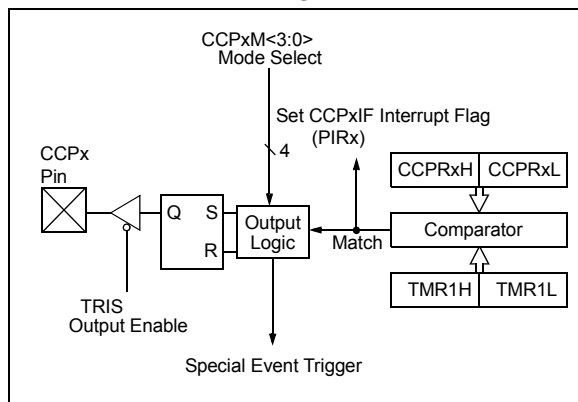 CCPxM<3:0>
Mode Select
Set CCPxIF Interrupt Flag
(PIRx)
4
CCPx
Pin
CCPRxH CCPRxL
Q S
R
Output
Logic
Match
Comparator
TRIS
Output Enable
TMR1H TMR1L
Special Event Trigger